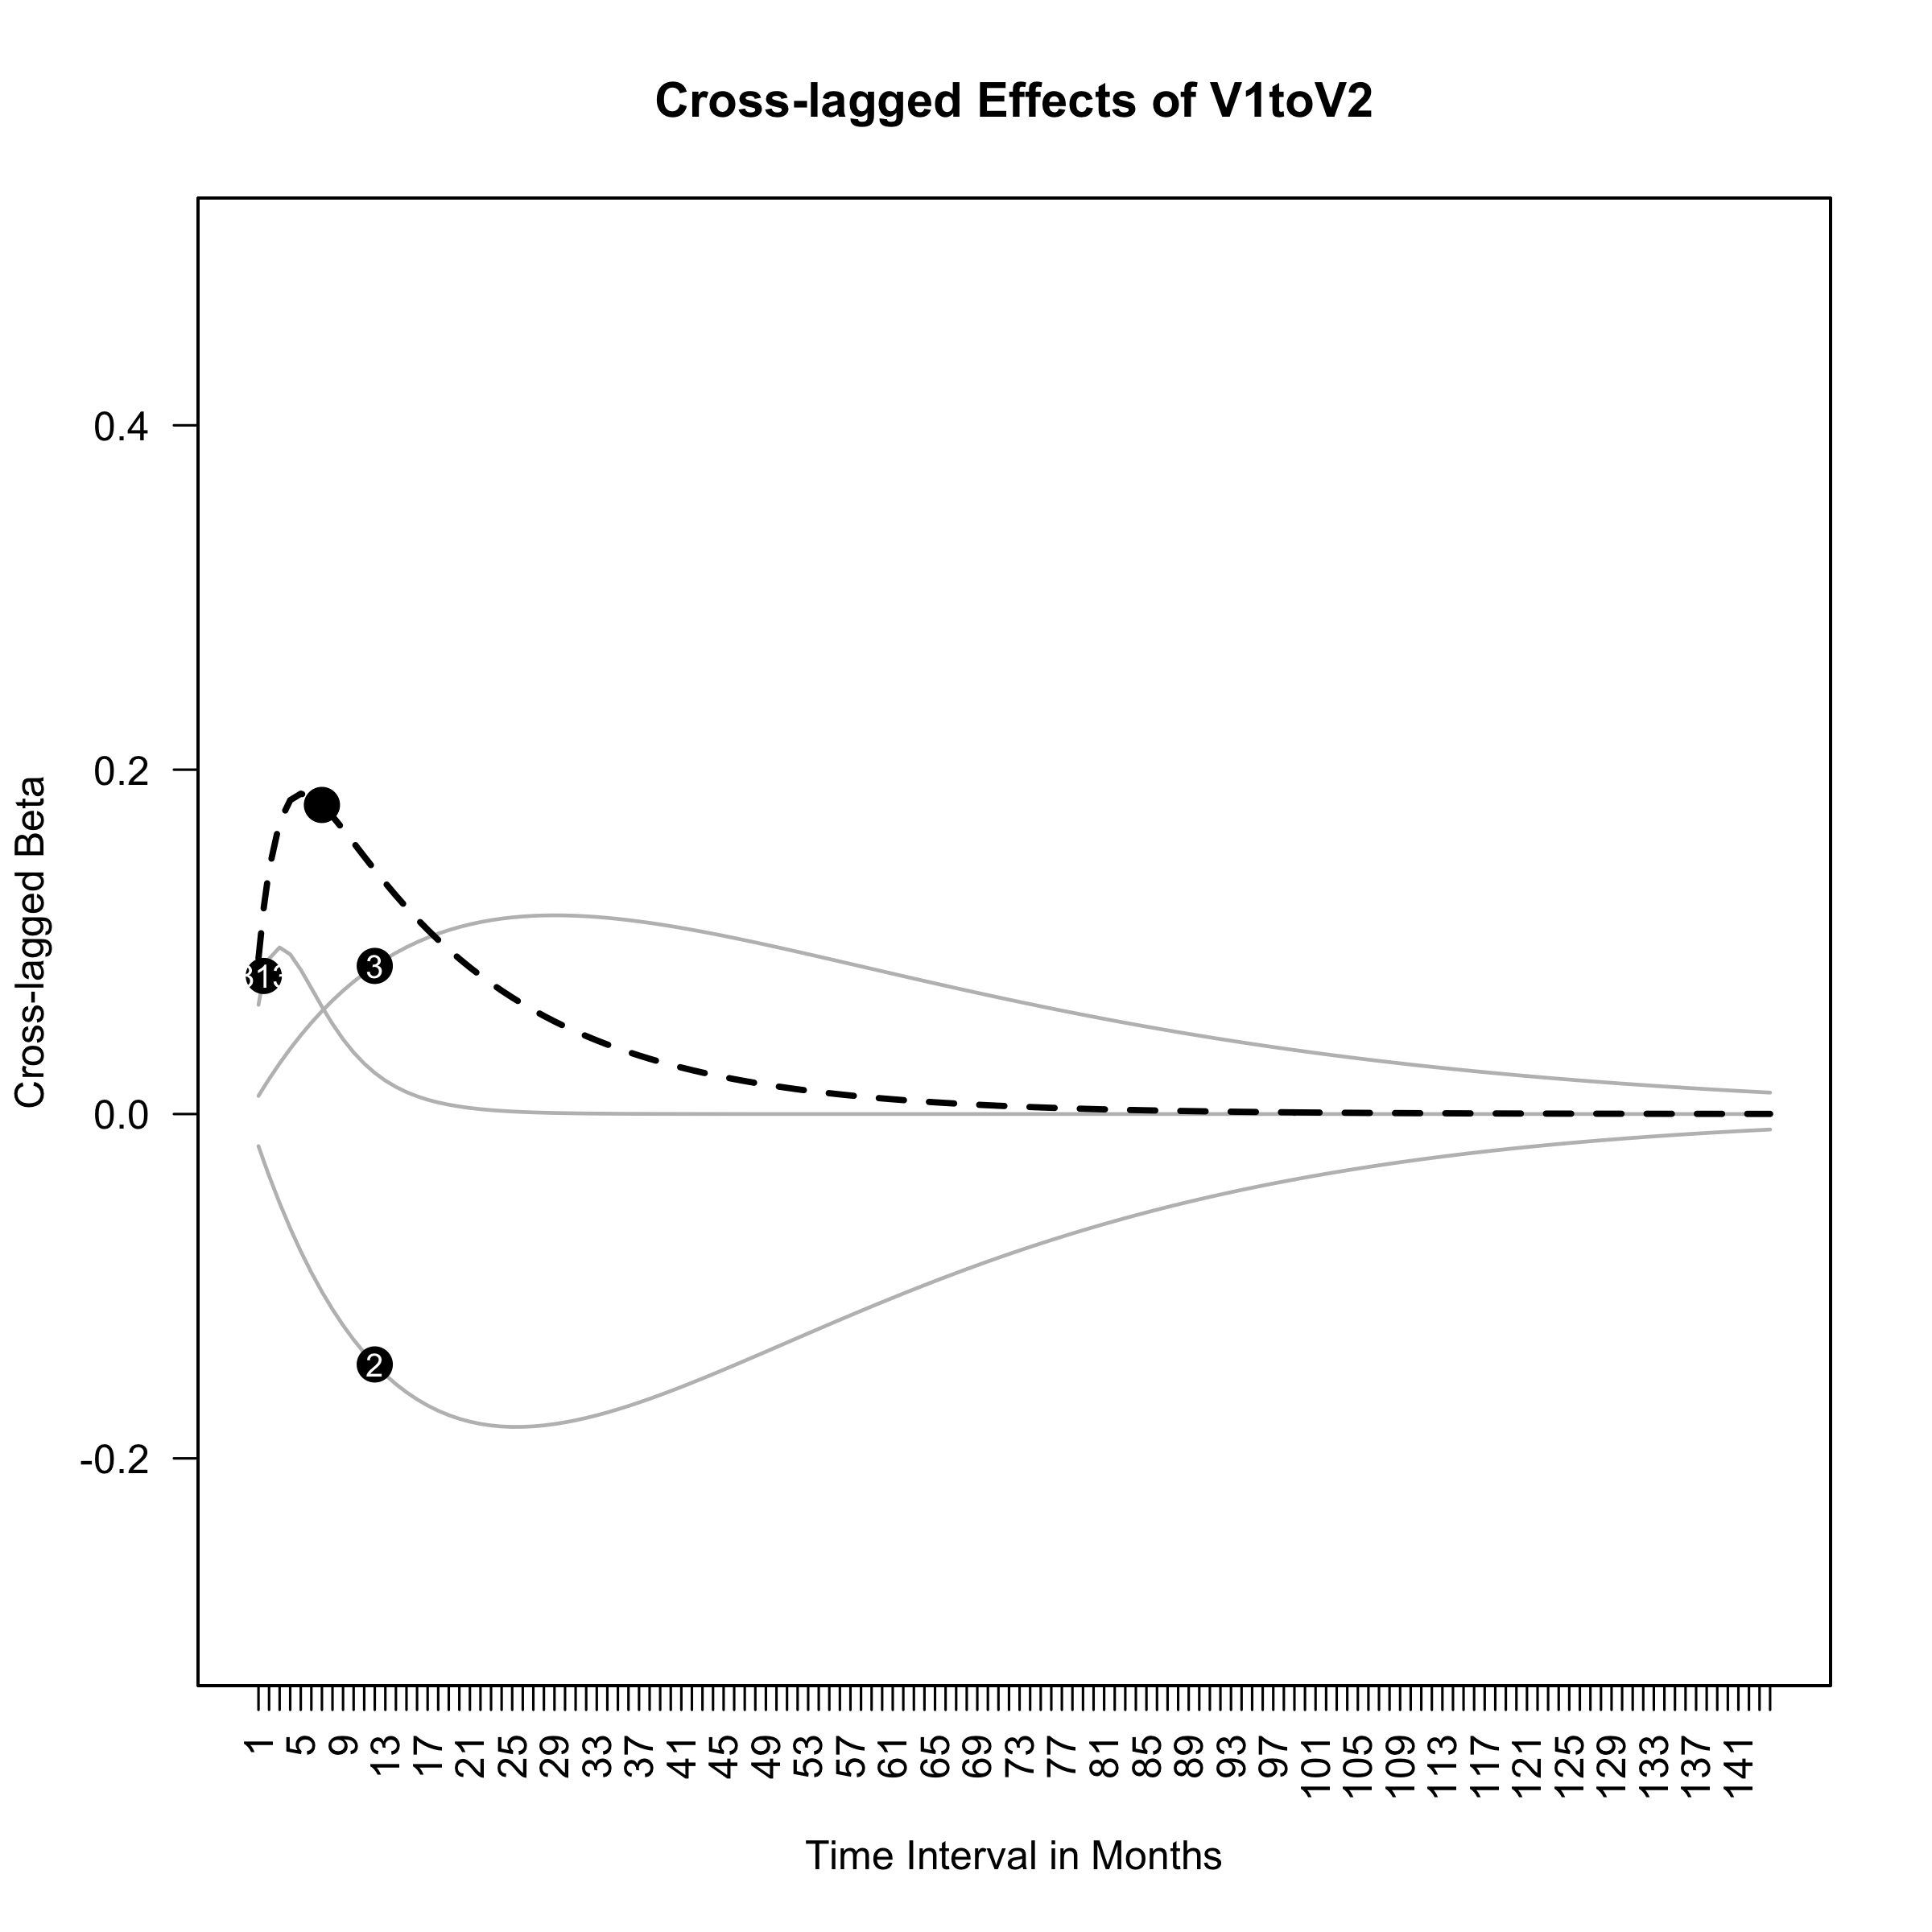 Cross-lagged Effects of V1toV2
Cross-lagged Beta
0.4
0.2
0.0
-0.2
313
3
2
1 5 9 13 17 21 25 29 33 37 41 45 49 53 57 61 65 69 73 77 81 85 89 93 97 101 105 109 113 117 121 125 129 133 137 141
Time Interval in Months